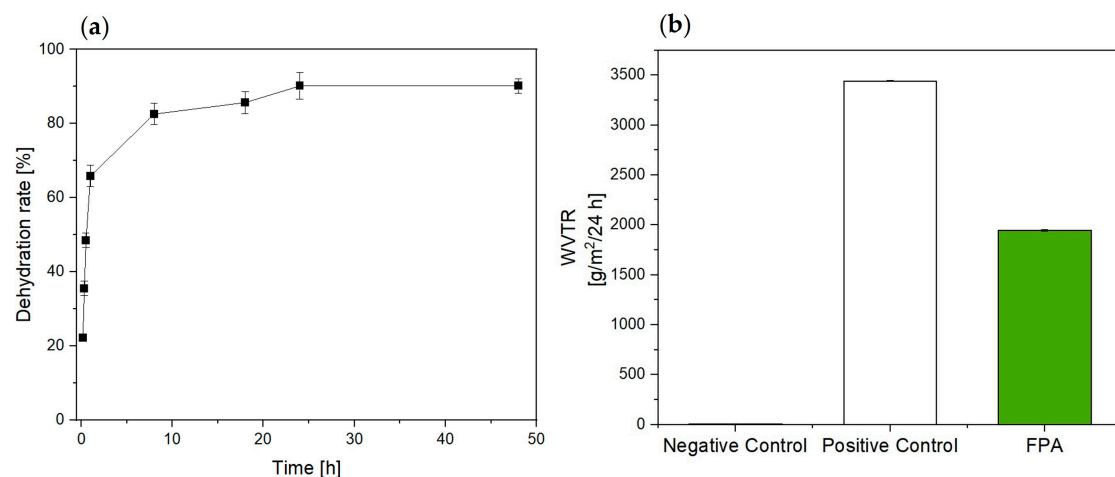 (a)
100
80
60
40
20
0
Dehydration rate [%]
0 10 20 30 40 50
Time [h]
(b)
3500
3000
2500
2000
1500
1000
500
0
WVTR
[g/m²/24 h]
Negative Control Positive Control FPA